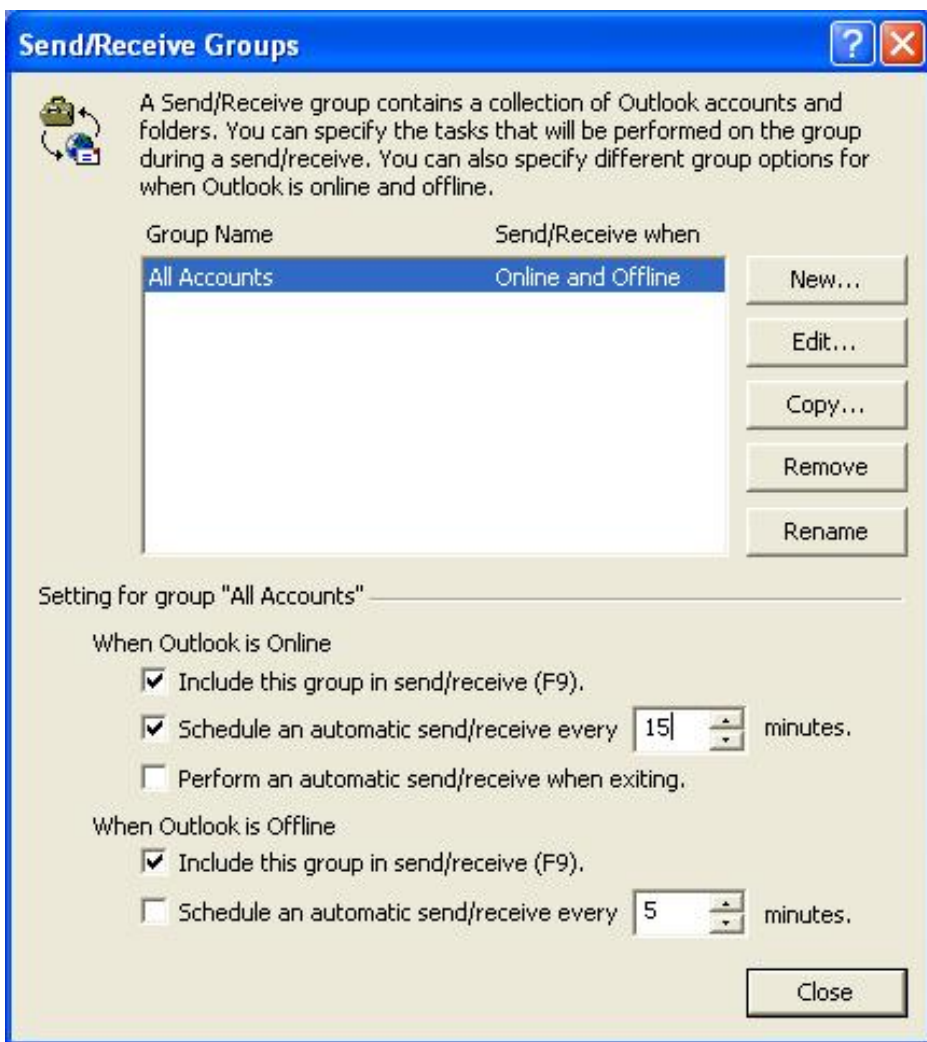 Send/Receive Groups
A Send/Receive group contains a collection of Outlook accounts and
folders. You can specify the tasks that will be performed on the group
during a send/receive. You can also specify different group options for
when Outlook is online and offline.
Group Name Send/Receive when
All Accounts Online and Offline
New...
Edit...
Copy...
Remove
Rename
Setting for group "All Accounts"
When Outlook is Online
Include this group in send/receive (F9).
Schedule an automatic send/receive every 15 minutes.
Perform an automatic send/receive when exiting.
When Outlook is Offline
Include this group in send/receive (F9).
Schedule an automatic send/receive every 5 minutes.
Close